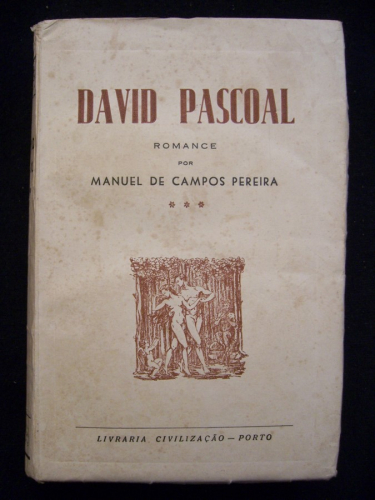 DAVID PASCOAL
ROMANCE
POR
MANUEL DE CAMPOS PEREIRA
LIVRARIA CIVILIZAÇÃO — PORTO